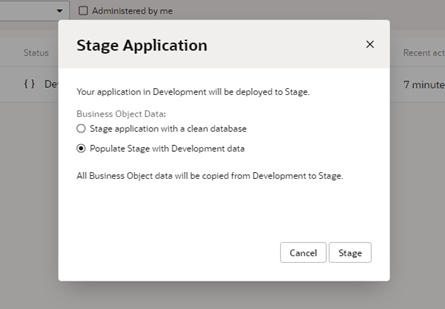 Administered by me
Stage Application
Status
Recent act
Your application in Development will be deployed to Stage.
{ } De
7 minute
Business Object Data:
Stage application with a clean database
Populate Stage with Development data
All Business Object data will be copied from Development to Stage.
Cancel Stage